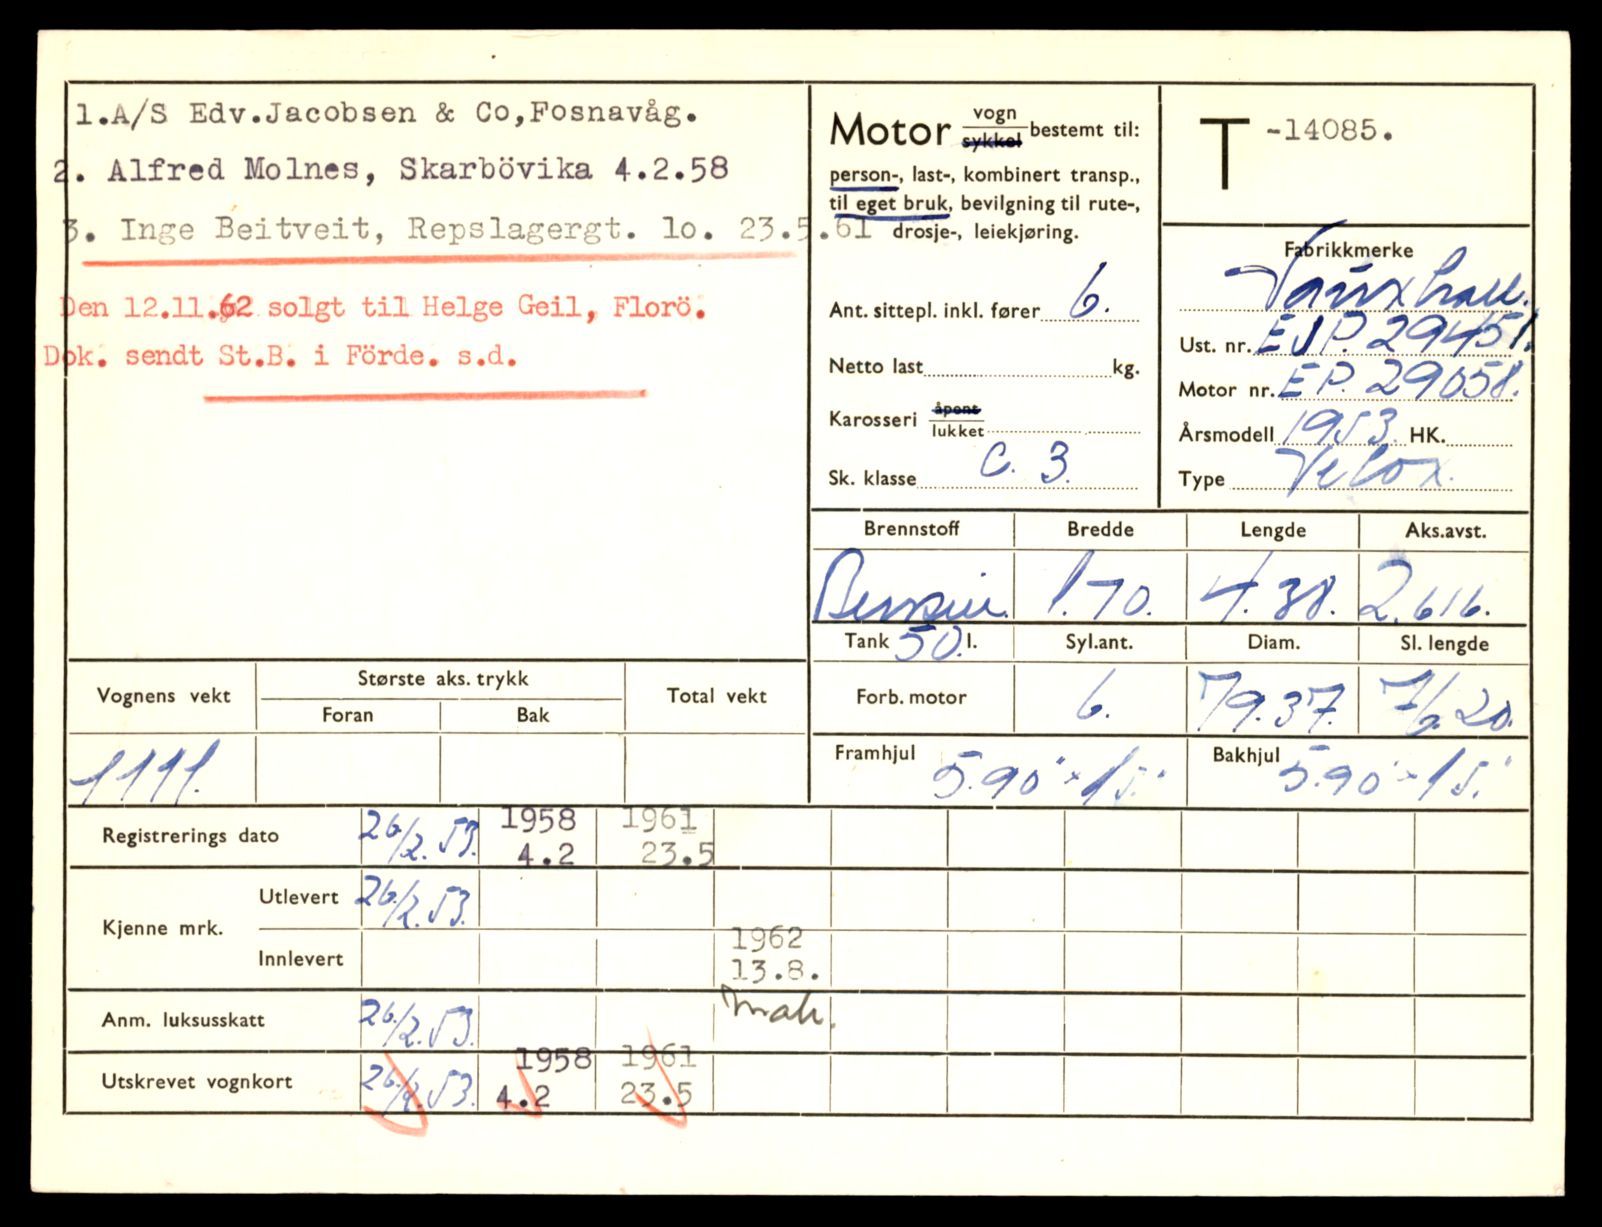 1.A/S Edv.Jacobsen & Co,Fosnavåg.
2. Alfred Molnes, Skarbövika 4.2.58
3. Inge Beitveit, Repslagergt. lo. 23.5.61
Den 12.11.62 solgt til Helge Geil, Florö.
Dok. sendt St.B. i Förde. s.d.
Motor vogn sykkel bestemt til:
person-, last-, kombinert transp.,
til eget bruk, bevilgning til rute-,
drosje-, leiekjøring.
Ant. sittepl. inkl. fører 6.
Netto last kg.
Karosseri åpent lukket
Sk. klasse C. 3.
T -14085.
Fabrikkmerke
Vauxhall.
Ust. nr. EJP. 29451.
Motor nr. EP. 29058.
Årsmodell 1953 HK.
Type Velox.
Brennstoff Bredde Lengde Aks.avst.
Bensin. 1.70. 4.38. 2.616.
Tank 50 l. Syl.ant. Diam. Sl. lengde
Forb. motor 6. 79.37.
Framhjul 5.90" x 15." Bakhjul 5.90" x 15."
Vognens vekt Største aks. trykk Total vekt
Foran Bak
1111.
Registrerings dato 26/2.53. 1958 4.2 1961 23.5
Kjenne mrk.
Utlevert 26/2.53.
Innlevert 1962 13.8.
Anm. luksusskatt 26/2.53.
Utskrevet vognkort 26/2.53. 1958 4.2 1961 23.5